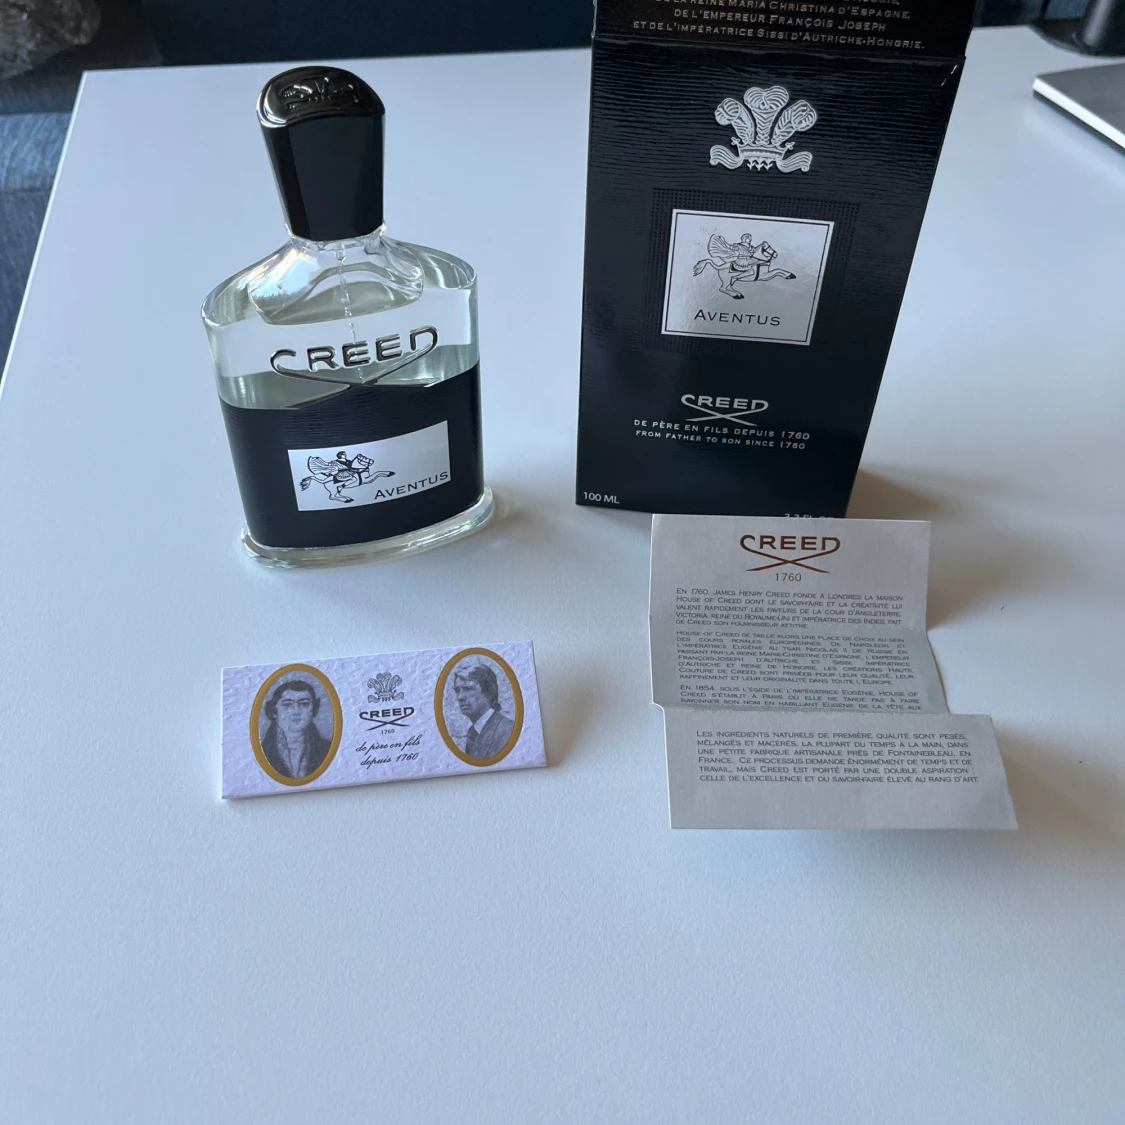 DE LA REINE MARIA CHRISTINA D'ESPAGNE,
DE L'EMPEREUR FRANÇOIS JOSEPH
ET DE L'IMPÉRATRICE SISSI D'AUTRICHE-HONGRIE.
AVENTUS
CREED
DE PÈRE EN FILS DEPUIS 1760
FROM FATHER TO SON SINCE 1760
100 ML
CREED
AVENTUS
CREED
1760
de père en fils
depuis 1760
CREED
1760
EN 1760, JAMES HENRY CREED FONDE À LONDRES LA MAISON
HOUSE OF CREED DONT LE SAVOIR-FAIRE ET LA CRÉATIVITÉ LUI
VALENT RAPIDEMENT LES FAVEURS DE LA COUR D'ANGLETERRE.
VICTORIA, REINE DU ROYAUME-UNI ET IMPÉRATRICE DES INDES, FAIT
DE CREED SON FOURNISSEUR ATTITRÉ.
HOUSE OF CREED SE TAILLE ALORS UNE PLACE DE CHOIX AU SEIN
DES COURS ROYALES EUROPÉENNES. DE NAPOLÉON ET
L'IMPÉRATRICE EUGÉNIE AU TSAR NICOLAS II DE RUSSIE EN
PASSANT PAR LA REINE MARIE-CHRISTINE D'ESPAGNE, L'EMPEREUR
FRANÇOIS-JOSEPH D'AUTRICHE ET SISSI, IMPÉRATRICE
D'AUTRICHE ET REINE DE HONGRIE, LES CRÉATIONS HAUTE
COUTURE DE CREED SONT PRISÉES POUR LEUR QUALITÉ, LEUR
RAFFINEMENT ET LEUR ORIGINALITÉ DANS TOUTE L'EUROPE.
EN 1854, SOUS L'ÉGIDE DE L'IMPÉRATRICE EUGÉNIE, HOUSE OF
CREED S'ÉTABLIT À PARIS OÙ ELLE NE TARDE PAS À FAIRE
RAYONNER SON NOM EN HABILLANT EUGÉNIE DE LA TÊTE AUX
LES INGRÉDIENTS NATURELS DE PREMIÈRE QUALITÉ SONT PESÉS,
MÉLANGÉS ET MACÉRÉS, LA PLUPART DU TEMPS À LA MAIN, DANS
UNE PETITE FABRIQUE ARTISANALE PRÈS DE FONTAINEBLEAU, EN
FRANCE. CE PROCESSUS DEMANDE ÉNORMÉMENT DE TEMPS ET DE
TRAVAIL, MAIS CREED EST PORTÉ PAR UNE DOUBLE ASPIRATION :
CELLE DE L'EXCELLENCE ET DU SAVOIR-FAIRE ÉLEVÉ AU RANG D'ART.